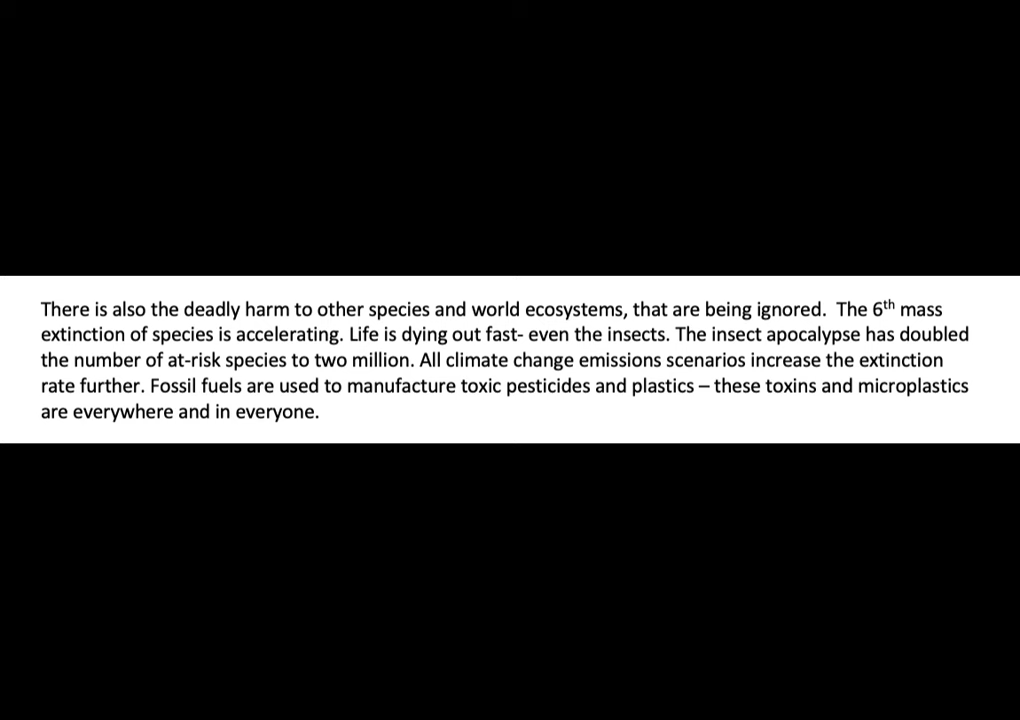 There is also the deadly harm to other species and world ecosystems, that are being ignored.  The 6th mass
extinction of species is accelerating. Life is dying out fast- even the insects. The insect apocalypse has doubled
the number of at-risk species to two million. All climate change emissions scenarios increase the extinction
rate further. Fossil fuels are used to manufacture toxic pesticides and plastics – these toxins and microplastics
are everywhere and in everyone.